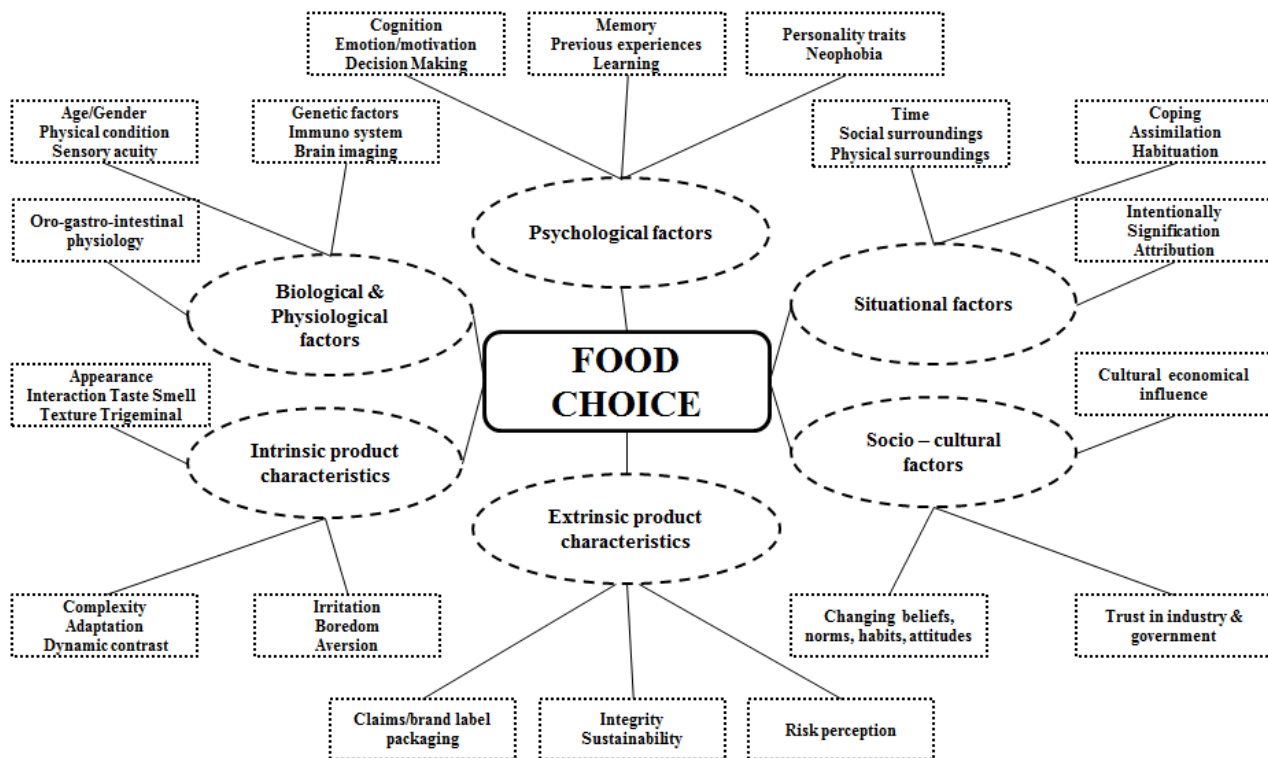 Cognition
Emotion/motivation
Decision Making
Memory
Previous experiences
Learning
Personality traits
Neophobia
Age/Gender
Physical condition
Sensory acuity
Genetic factors
Immuno system
Brain imaging
Time
Social surroundings
Physical surroundings
Coping
Assimilation
Habituation
Oro-gastro-intestinal
physiology
Psychological factors
Intentionally
Signification
Attribution
Biological &
Physiological
factors
Situational factors
FOOD
CHOICE
Appearance
Interaction Taste Smell
Texture Trigeminal
Cultural economical
influence
Intrinsic product
characteristics
Socio – cultural
factors
Extrinsic product
characteristics
Complexity
Adaptation
Dynamic contrast
Irritation
Boredom
Aversion
Changing beliefs,
norms, habits, attitudes
Trust in industry &
government
Claims/brand label
packaging
Integrity
Sustainability
Risk perception